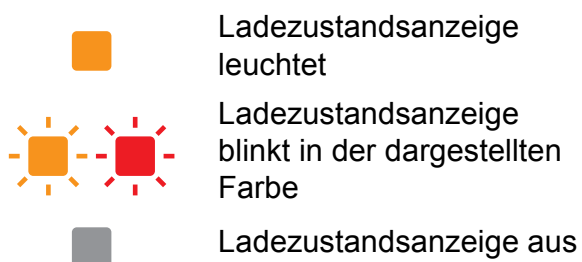 Ladezustandsanzeige
leuchtet
Ladezustandsanzeige
blinkt in der dargestellten
Farbe
Ladezustandsanzeige aus